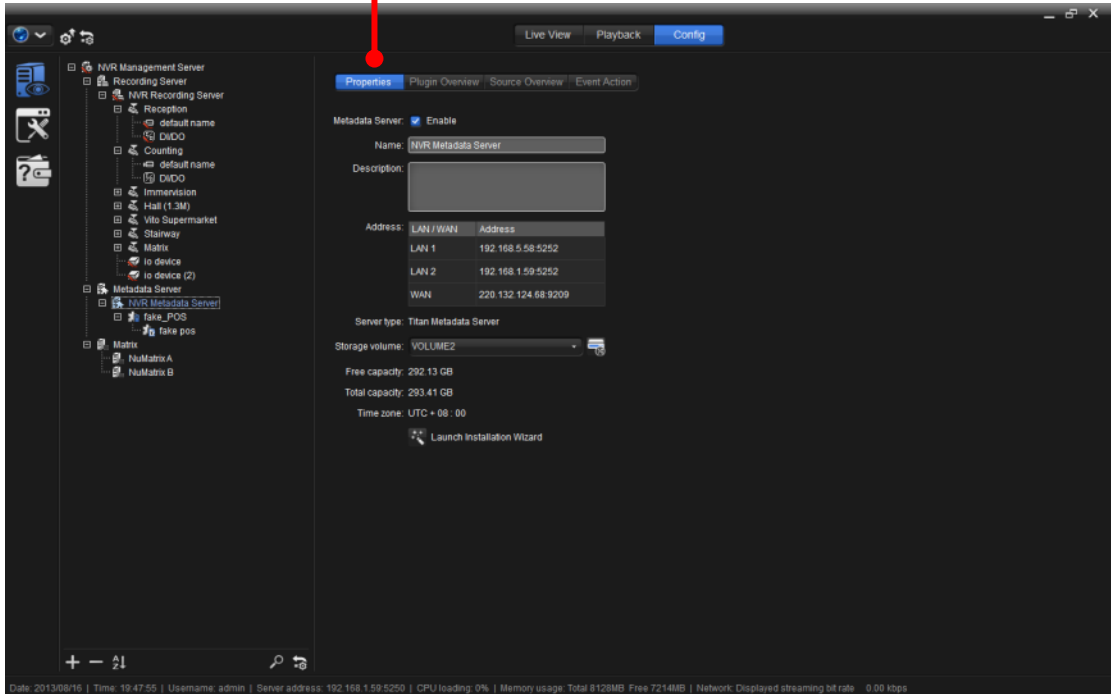 Live View Playback Config
NVR Management Server
Recording Server
NVR Recording Server
Reception
default name
DI/DO
Counting
default name
DI/DO
Immervision
Hall (1.3M)
Vito Supermarket
Stairway
Matrix
io device
io device (2)
Metadata Server
NVR Metadata Server
fake_POS
fake pos
Matrix
NuMatrix A
NuMatrix B
Properties Plugin Overview Source Overview Event Action
Metadata Server: Enable
Name: NVR Metadata Server
Description:
Address: LAN / WAN Address
LAN 1 192.168.5.58:5252
LAN 2 192.168.1.59:5252
WAN 220.132.124.68:9209
Server type: Titan Metadata Server
Storage volume: VOLUME2
Free capacity: 292.13 GB
Total capacity: 293.41 GB
Time zone: UTC + 08 : 00
Launch Installation Wizard
Date: 2013/08/16 | Time: 19:47:55 | Username: admin | Server address: 192.168.1.59:5250 | CPU loading: 0% | Memory usage: Total 8128MB Free 7214MB | Network: Displayed streaming bit rate 0.00 kbps